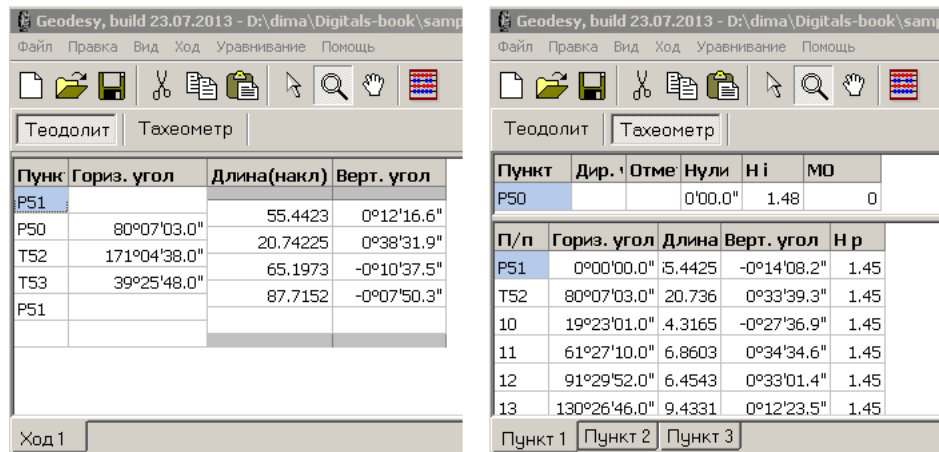 Geodesy, build 23.07.2013 - D:\dima\Digitals-book\samp
Файл Правка Вид Ход Уравнивание Помощь
Теодолит Тахеометр
Пунк Гориз. угол Длина(накл) Верт. угол
P51
55.4423 0°12'16.6"
P50 80°07'03.0"
20.74225 0°38'31.9"
T52 171°04'38.0"
65.1973 -0°10'37.5"
T53 39°25'48.0"
87.7152 -0°07'50.3"
P51
Ход 1
Geodesy, build 23.07.2013 - D:\dima\Digitals-book\samp
Файл Правка Вид Ход Уравнивание Помощь
Теодолит Тахеометр
Пункт Дир. Отме Нули H i МО
P50 0'00.0" 1.48 0
П/п Гориз. угол Длина Верт. угол H p
P51 0°00'00.0" 5.4425 -0°14'08.2" 1.45
T52 80°07'03.0" 20.736 0°33'39.3" 1.45
10 19°23'01.0" .4.3165 -0°27'36.9" 1.45
11 61°27'10.0" 6.8603 0°34'34.6" 1.45
12 91°29'52.0" 6.4543 0°33'01.4" 1.45
13 130°26'46.0" 9.4331 0°12'23.5" 1.45
Пункт 1 Пункт 2 Пункт 3